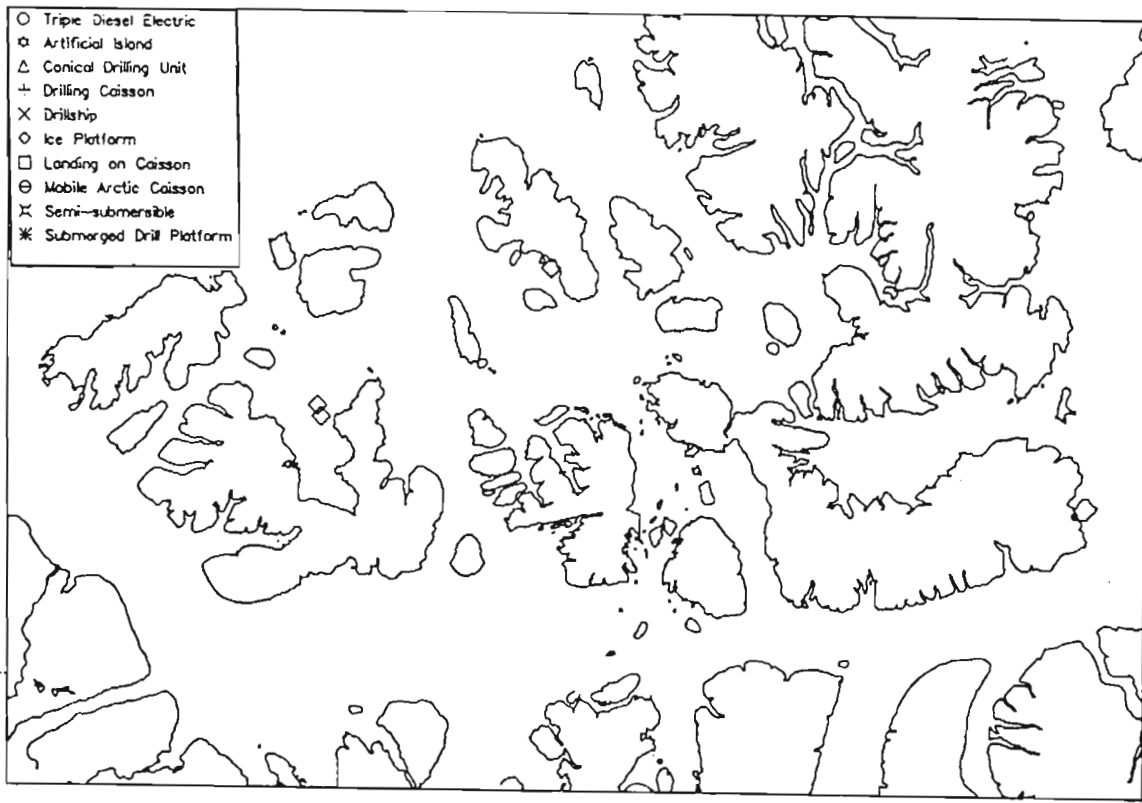 Triple Diesel Electric
Artificial Island
Conical Drilling Unit
Drilling Caisson
Drillship
Ice Platform
Landing on Caisson
Mobile Arctic Caisson
Semi-submersible
Submerged Drill Platform